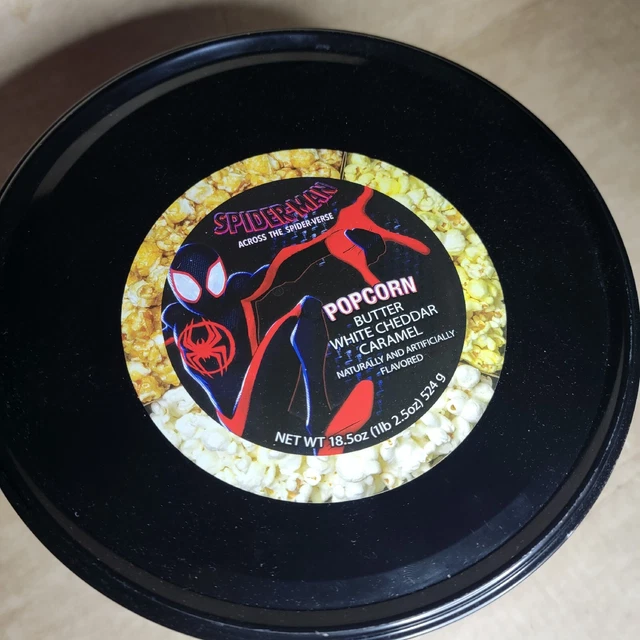 SPIDER-MAN
ACROSS THE SPIDER-VERSE
POPCORN
BUTTER
WHITE CHEDDAR
CARAMEL
NATURALLY AND ARTIFICIALLY
FLAVORED
NET WT 18.5oz (1lb 2.5oz) 524 g